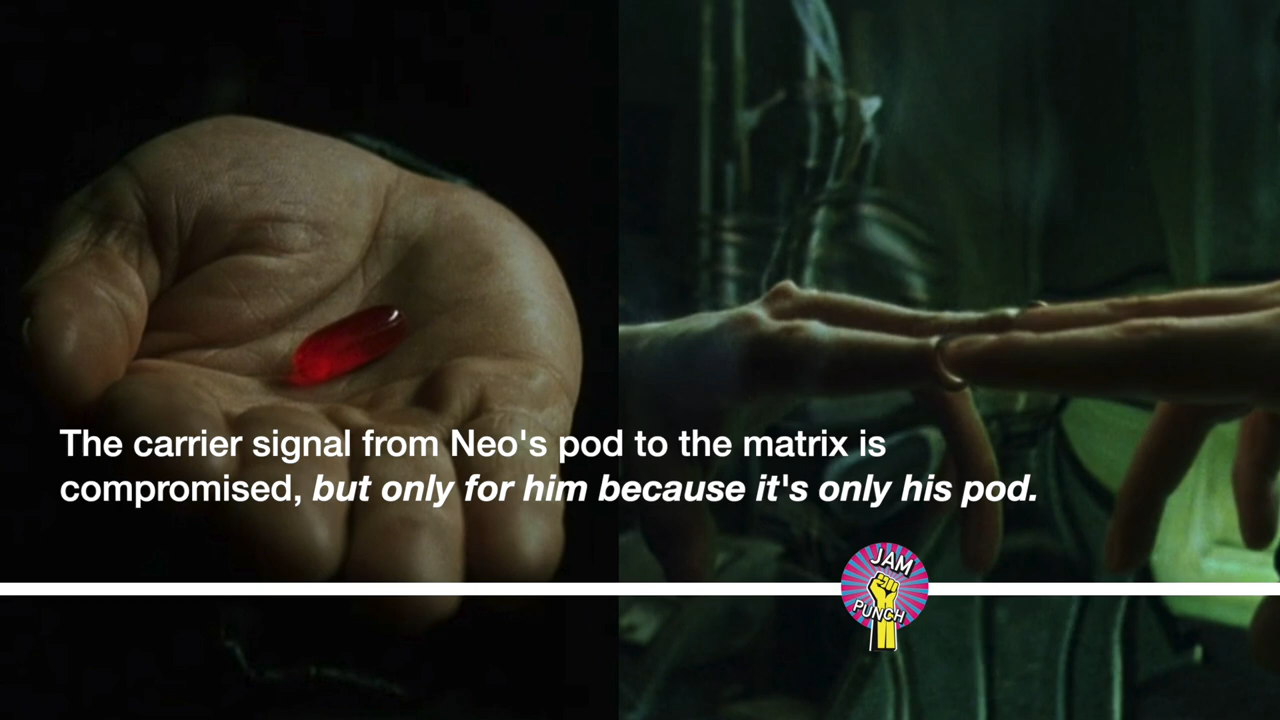 The carrier signal from Neo's pod to the matrix is
compromised, but only for him because it's only his pod.
JAM
PUNCH